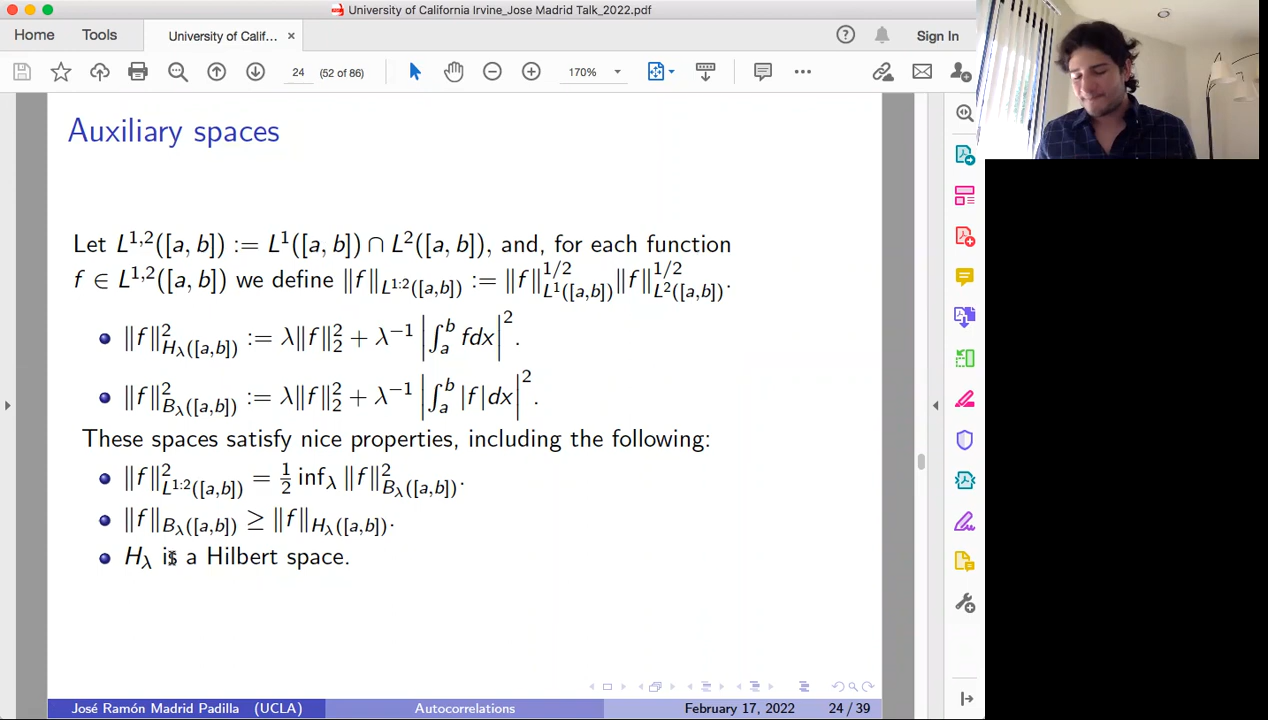 University of California Irvine_Jose Madrid Talk_2022.pdf
Home Tools University of Calif... × Sign In
24 (52 of 86) 170%
Auxiliary spaces
Let L^{1,2}([a, b]) := L^1([a, b]) ∩ L^2([a, b]), and, for each function
f ∈ L^{1,2}([a, b]) we define ‖f‖_{L^{1:2}([a,b])} := ‖f‖^{1/2}_{L^1([a,b])}‖f‖^{1/2}_{L^2([a,b])}.
‖f‖^2_{H_λ([a,b])} := λ‖f‖^2_2 + λ^{-1} |∫_a^b fdx|^2.
‖f‖^2_{B_λ([a,b])} := λ‖f‖^2_2 + λ^{-1} |∫_a^b |f|dx|^2.
These spaces satisfy nice properties, including the following:
‖f‖^2_{L^{1:2}([a,b])} = 1/2 inf_λ ‖f‖^2_{B_λ([a,b])}.
‖f‖_{B_λ([a,b])} ≥ ‖f‖_{H_λ([a,b])}.
H_λ is a Hilbert space.
José Ramón Madrid Padilla (UCLA) Autocorrelations February 17, 2022 24 / 39